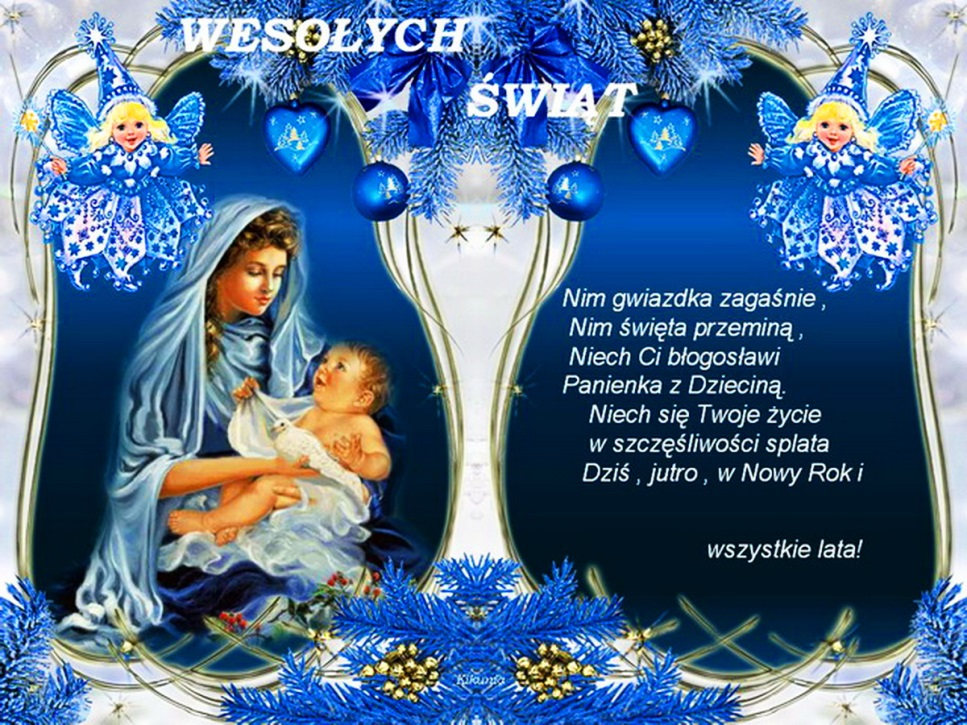 WESOŁYCH
ŚWIĄT
Nim gwiazdka zagaśnie ,
Nim święta przeminą ,
Niech Ci błogosławi
Panienka z Dzieciną.
Niech się Twoje życie
w szczęśliwości splata
Dziś , jutro , w Nowy Rok i
wszystkie lata!